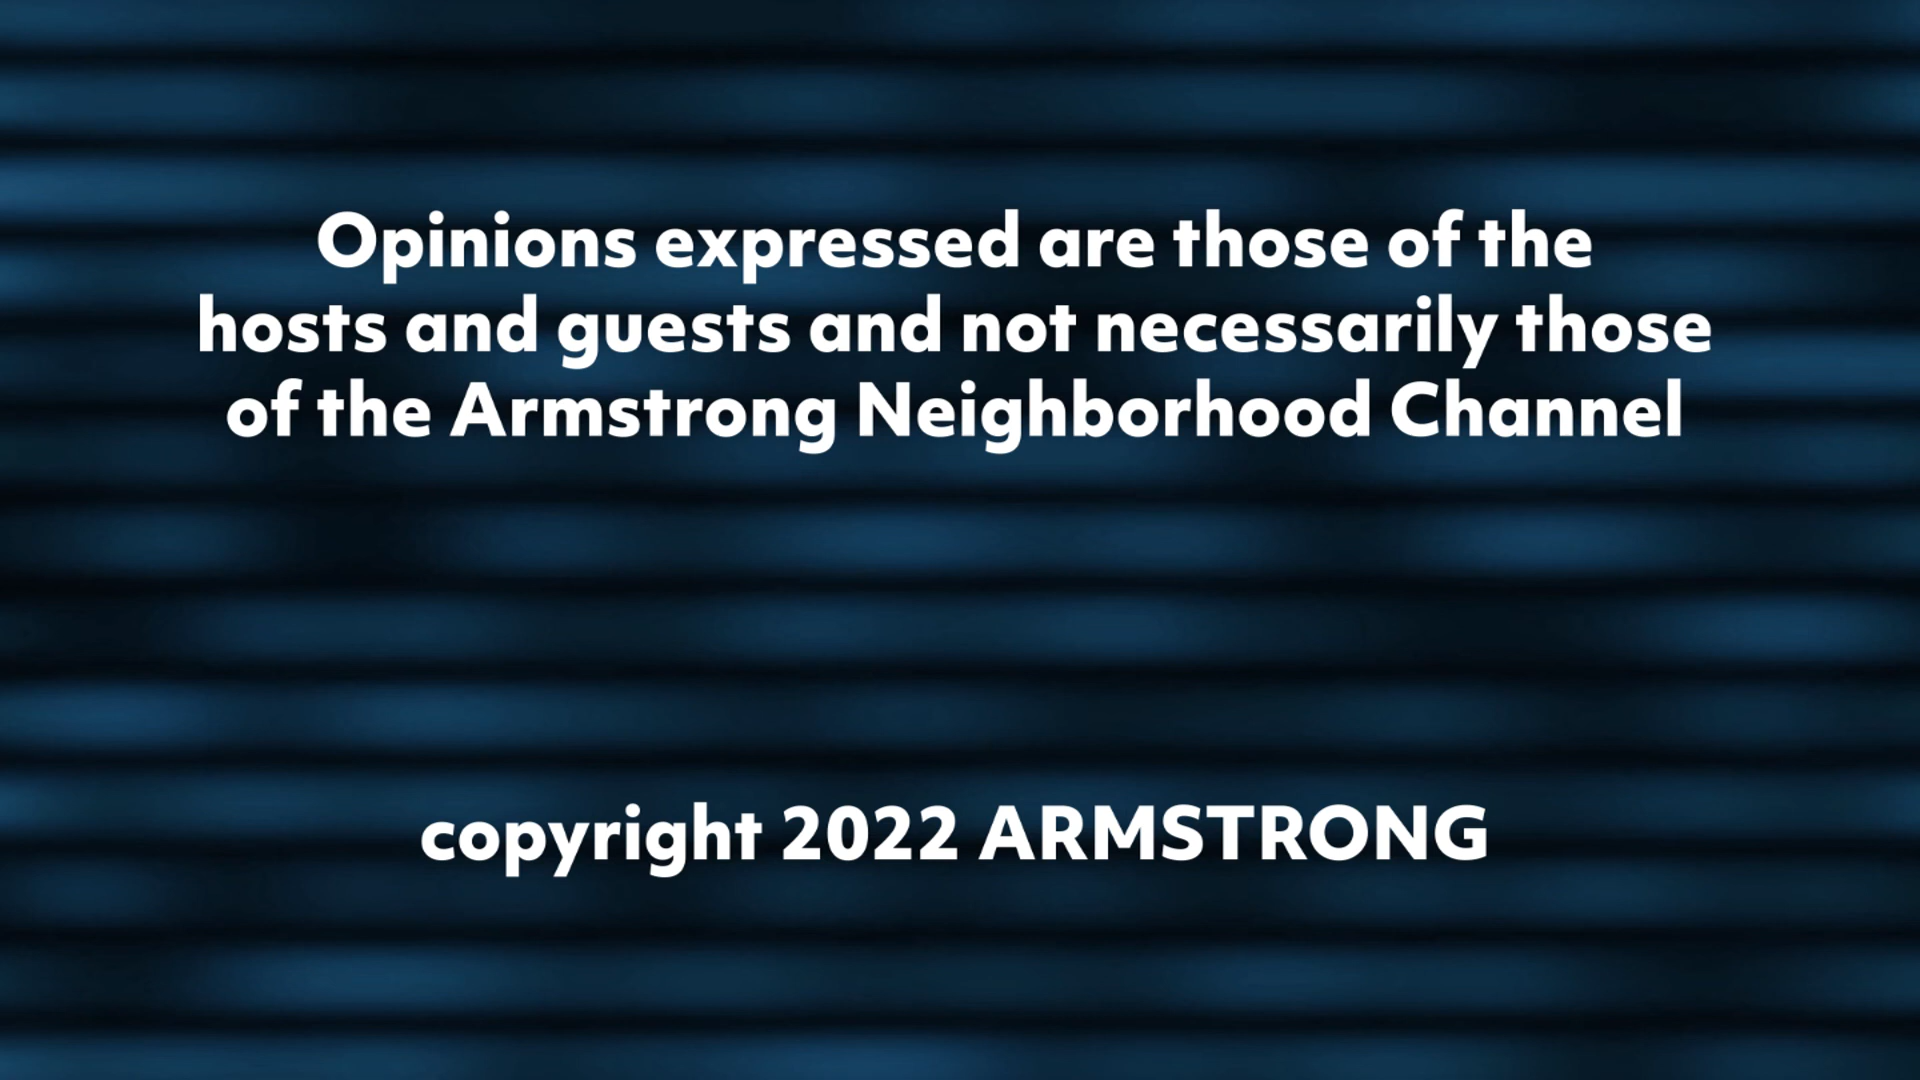 Opinions expressed are those of the
hosts and guests and not necessarily those
of the Armstrong Neighborhood Channel
copyright 2022 ARMSTRONG